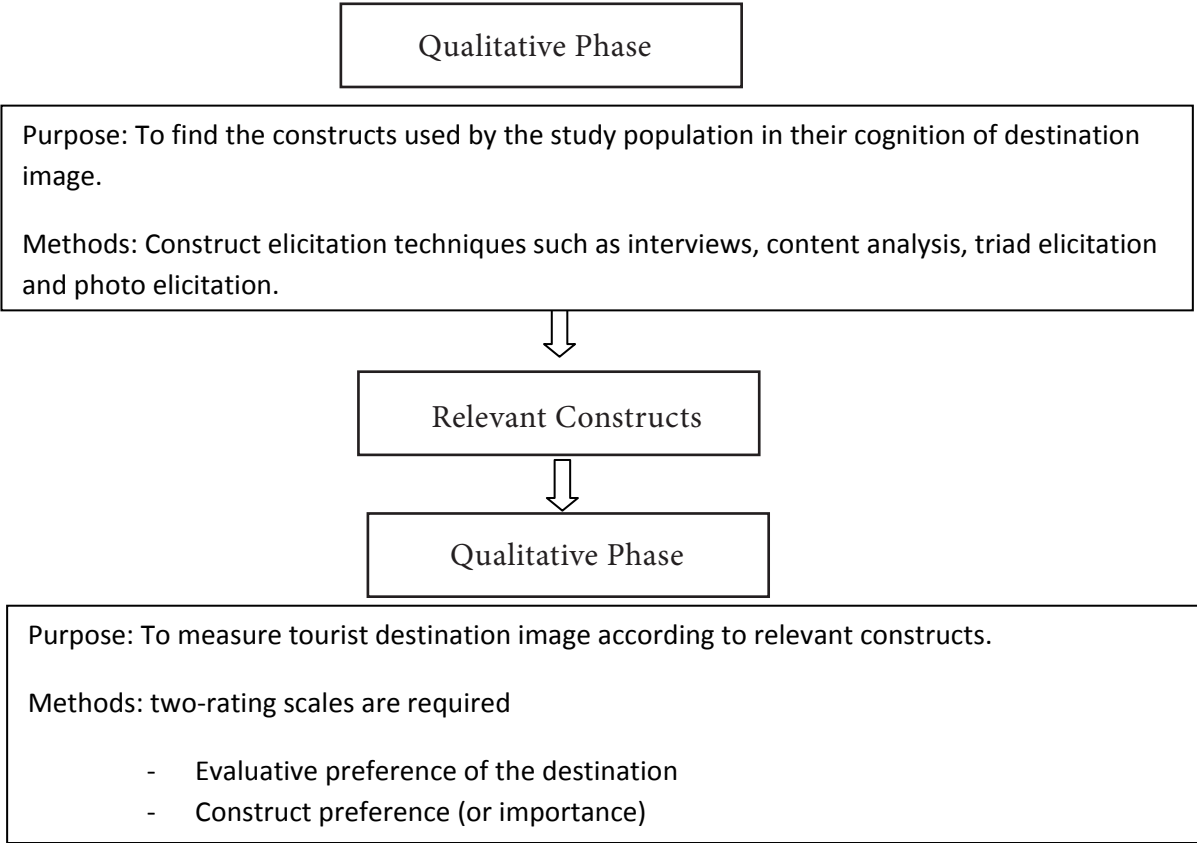 Qualitative Phase
Purpose: To find the constructs used by the study population in their cognition of destination
image.
Methods: Construct elicitation techniques such as interviews, content analysis, triad elicitation
and photo elicitation.
Relevant Constructs
Qualitative Phase
Purpose: To measure tourist destination image according to relevant constructs.
Methods: two-rating scales are required
- Evaluative preference of the destination
- Construct preference (or importance)